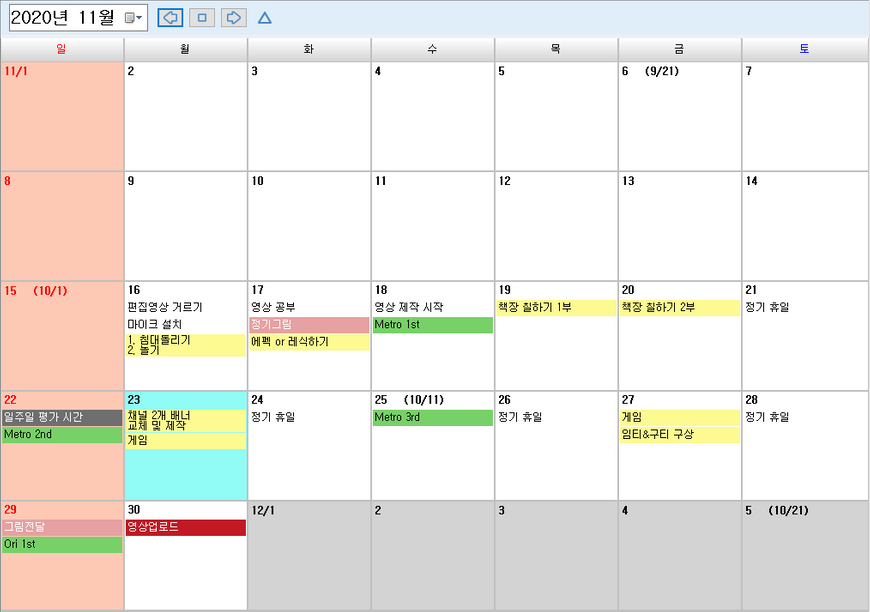 2020년 11월
일 월 화 수 목 금 토
11/1 2 3 4 5 6 (9/21) 7
8 9 10 11 12 13 14
15 (10/1) 16 17 18 19 20 21
편집영상 거르기 영상 공부 영상 제작 시작 책장 칠하기 1부 책장 칠하기 2부 정기 휴일
마이크 설치 정기그림 Metro 1st
1. 침대돌리기 에펙 or 레식하기
2. 놀기
22 23 24 25 (10/11) 26 27 28
일주일 평가 시간 채널 2개 배너 정기 휴일 Metro 3rd 정기 휴일 게임 정기 휴일
교체 및 제작
Metro 2nd 게임 임티&구티 구상
29 30 12/1 2 3 4 5 (10/21)
그림전달 영상업로드
Ori 1st